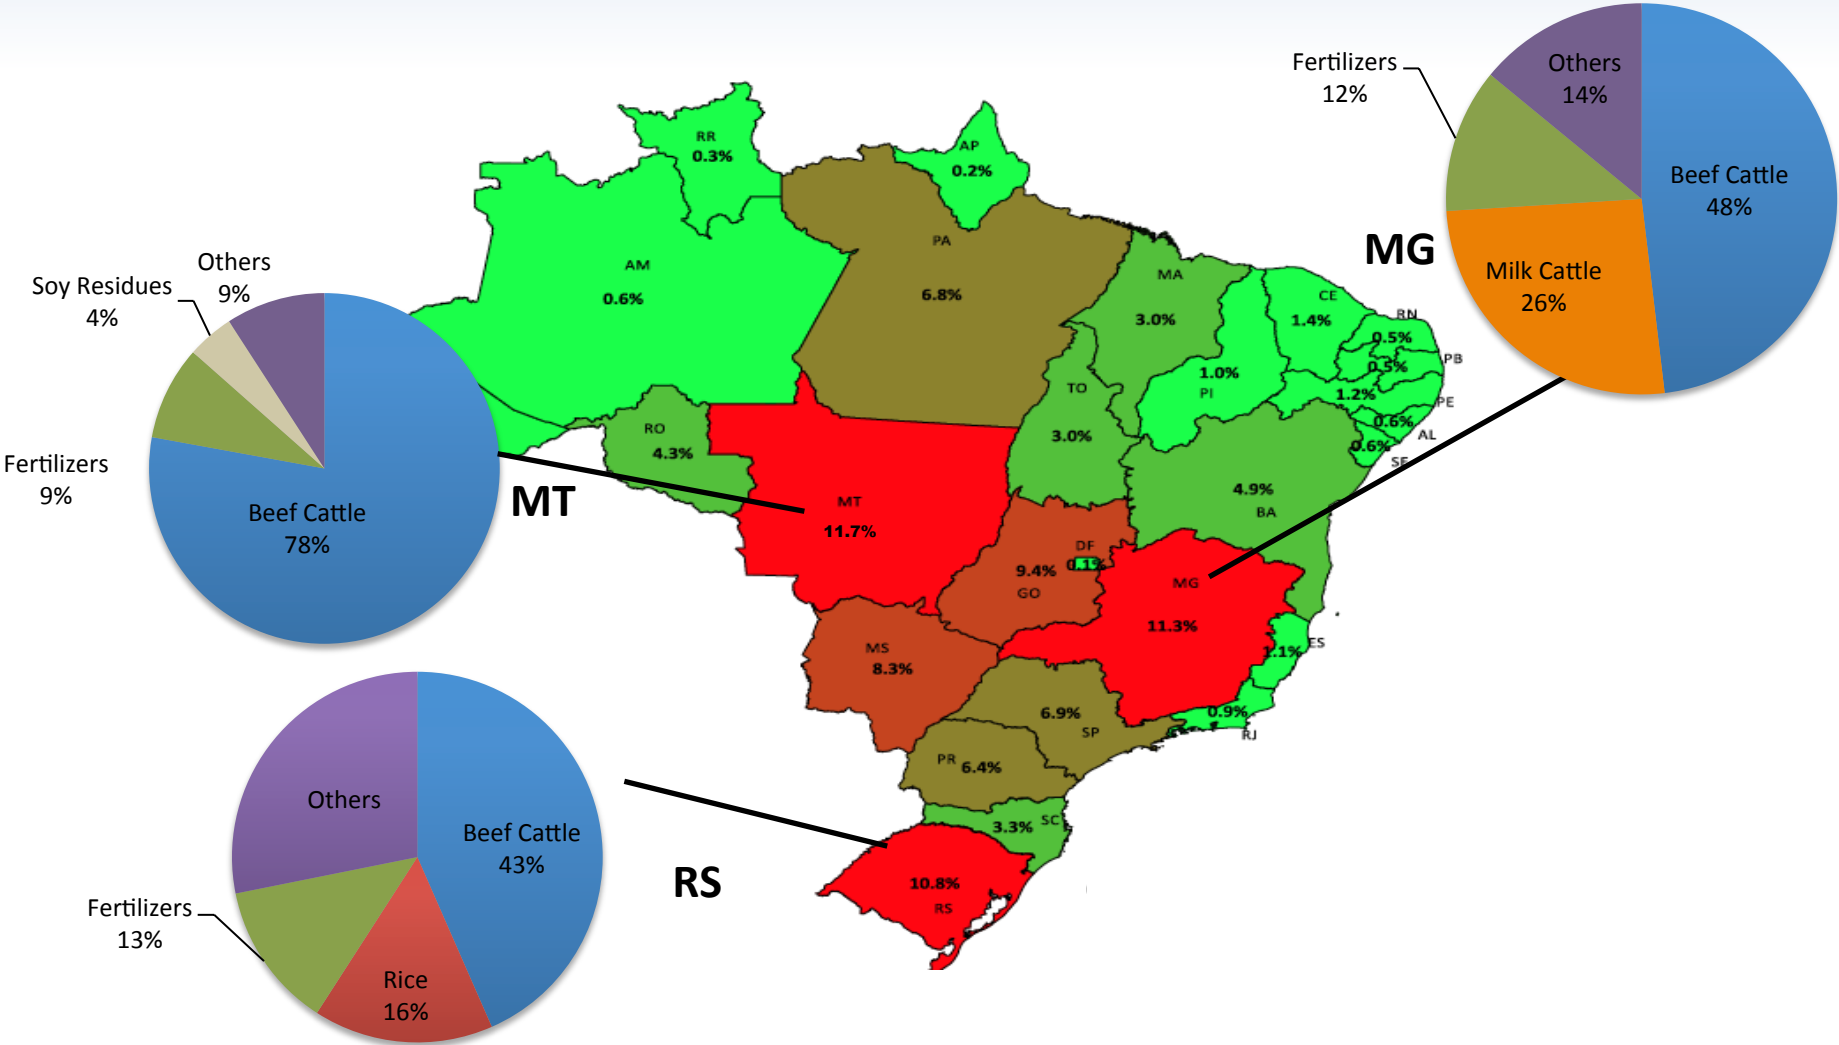 Fertilizers
12%
Others
14%
Beef Cattle
48%
Milk Cattle
26%
MG
Others
9%
Soy Residues
4%
Fertilizers
9%
Beef Cattle
78%
MT
Others
Beef Cattle
43%
Fertilizers
13%
Rice
16%
RS
RR
0.3%
AP
0.2%
AM
0.6%
PA
6.8%
MA
3.0%
CE
1.4%
RN
0.5%
PB
0.5%
1.0%
PI
1.2%
PE
0.6%
AL
0.6%
SE
TO
3.0%
RO
4.3%
MT
11.7%
4.9%
BA
DF
0.1%
9.4%
GO
MG
11.3%
ES
1.1%
MS
8.3%
6.9%
SP
0.9%
RJ
PR
6.4%
SC
3.3%
10.8%
RS